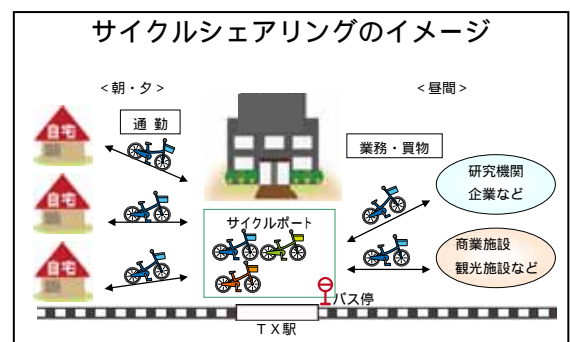 サイクルシェアリングのイメージ
＜朝・夕＞
＜昼間＞
通 勤
業務・買物
自宅
自宅
自宅
研究機関
企業など
サイクルポート
商業施設
観光施設など
バス停
ＴＸ駅